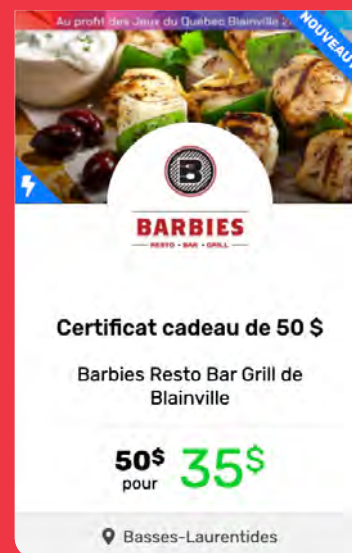 Au profit des Jeux du Québec Blainville
NOUVEAUT
B
BARBIES
RESTO • BAR • GRILL
Certificat cadeau de 50 $
Barbies Resto Bar Grill de
Blainville
50$
pour
35$
Basses-Laurentides